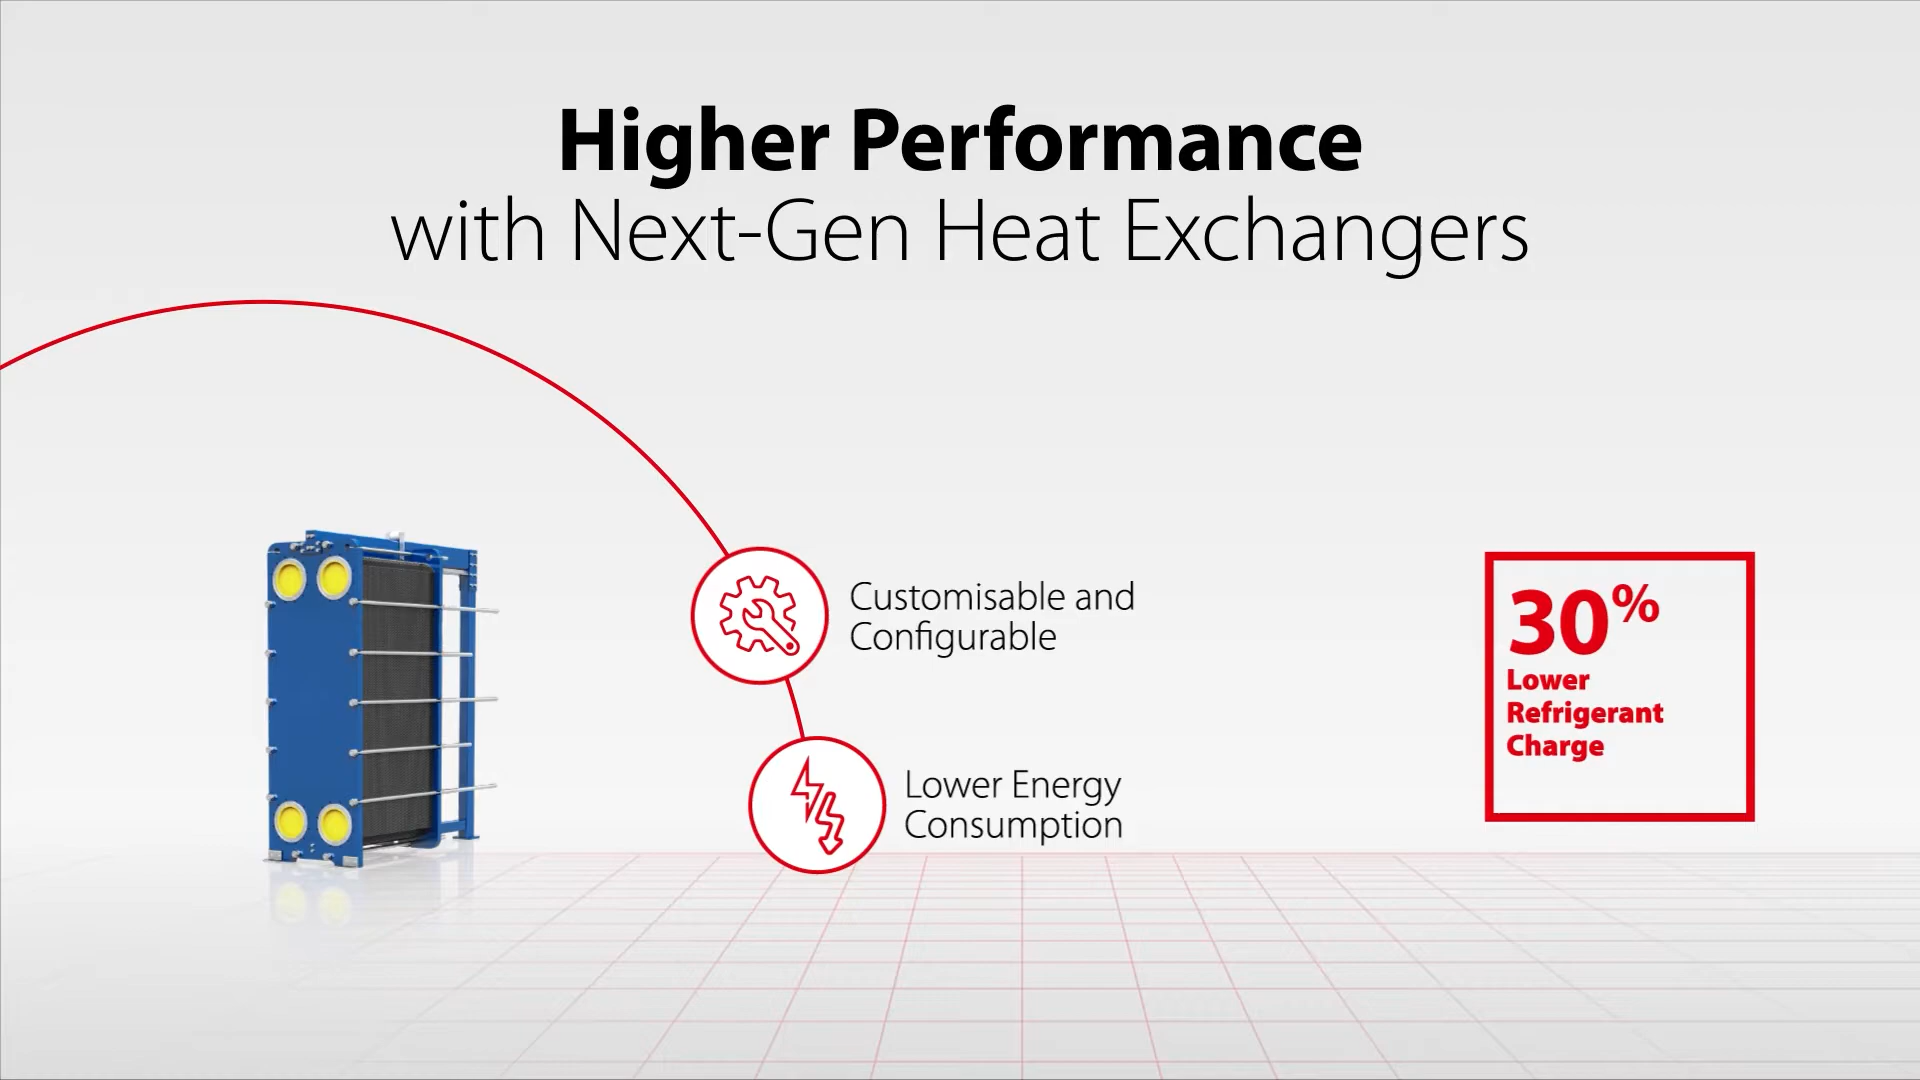 Higher Performance
with Next-Gen Heat Exchangers
Customisable and
Configurable
Lower Energy
Consumption
30%
Lower
Refrigerant
Charge